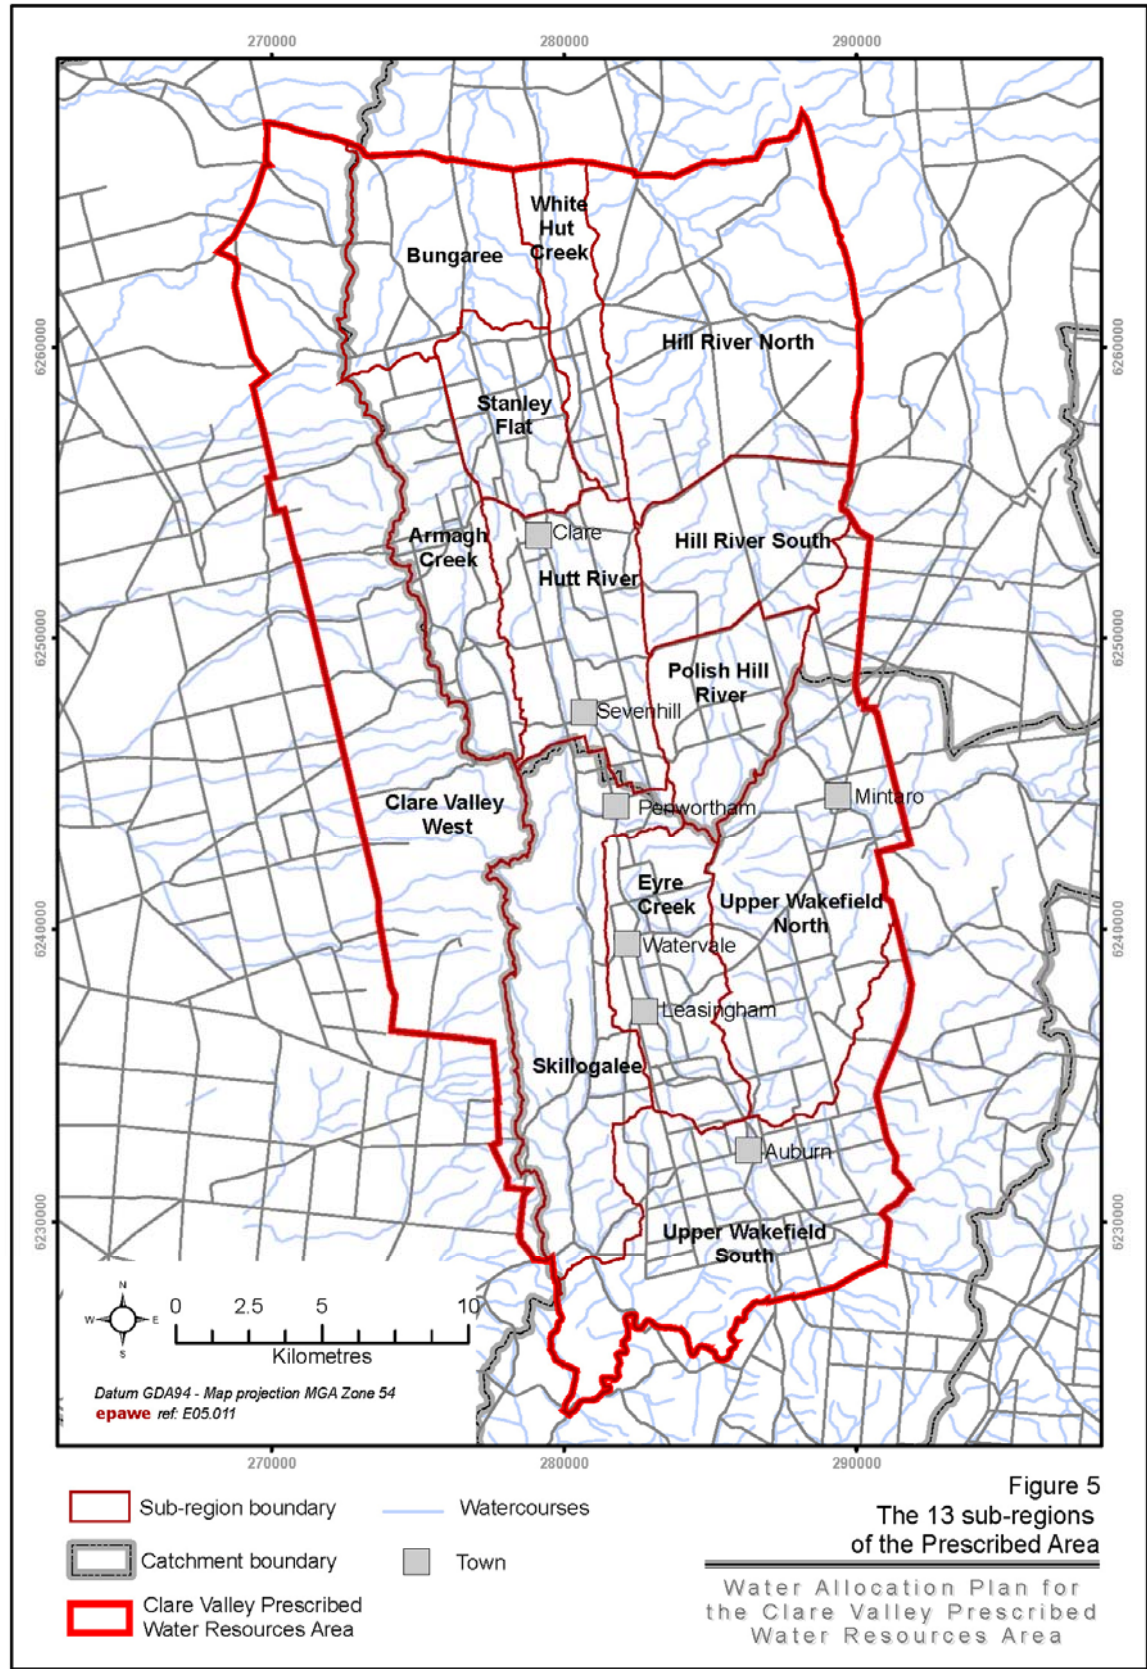 270000
280000
290000
White
Hut
Creek
Bungaree
6260000
Hill River North
6260000
Stanley
Flat
Armagh
Creek
Clare
Hill River South
Hutt River
6250000
6250000
Polish Hill
River
Sevenhill
Clare Valley
West
Penwortham
Mintaro
Eyre
Creek
Upper Wakefield
North
6240000
6240000
Watervale
Leasingham
Skillogalee
Auburn
6230000
6230000
Upper Wakefield
South
N
W E
S
0 2.5 5 10
Kilometres
Datum GDA94 - Map projection MGA Zone 54
epawe ref: E05.011
270000
280000
290000
Sub-region boundary
Watercourses
Catchment boundary
Town
Clare Valley Prescribed
Water Resources Area
Figure 5
The 13 sub-regions
of the Prescribed Area
Water Allocation Plan for
the Clare Valley Prescribed
Water Resources Area